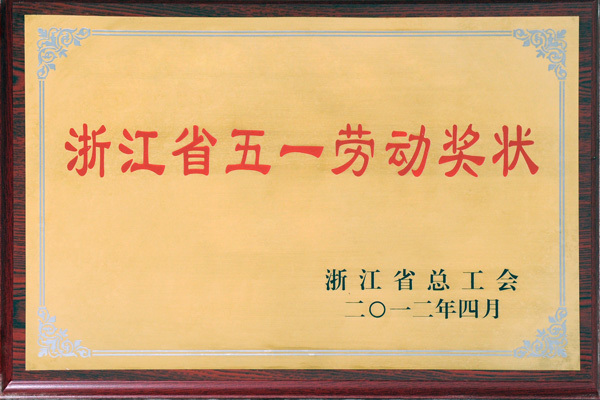 浙江省五一劳动奖状
浙江省总工会
二〇一二年四月